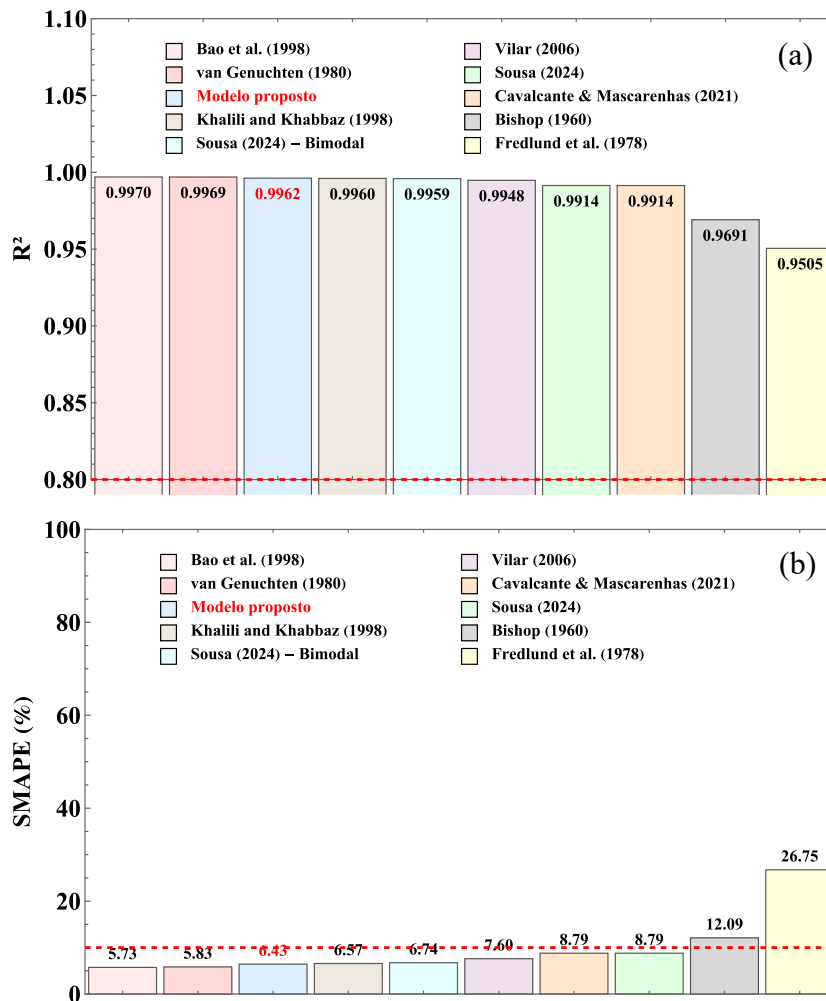 1.10
Bao et al. (1998)
Vilar (2006)
(a)
van Genuchten (1980)
Sousa (2024)
1.05
Modelo proposto
Cavalcante & Mascarenhas (2021)
Khalili and Khabbaz (1998)
Bishop (1960)
Sousa (2024) – Bimodal
Fredlund et al. (1978)
1.00
0.9970
0.9969
0.9962
0.9960
0.9959
0.9948
0.9914
0.9914
0.9691
0.9505
R²
0.95
0.90
0.85
0.80
100
Bao et al. (1998)
Vilar (2006)
(b)
van Genuchten (1980)
Cavalcante & Mascarenhas (2021)
Modelo proposto
Sousa (2024)
80
Khalili and Khabbaz (1998)
Bishop (1960)
Sousa (2024) – Bimodal
Fredlund et al. (1978)
60
SMAPE (%)
40
20
0
5.73
5.83
6.43
6.57
6.74
7.60
8.79
8.79
12.09
26.75